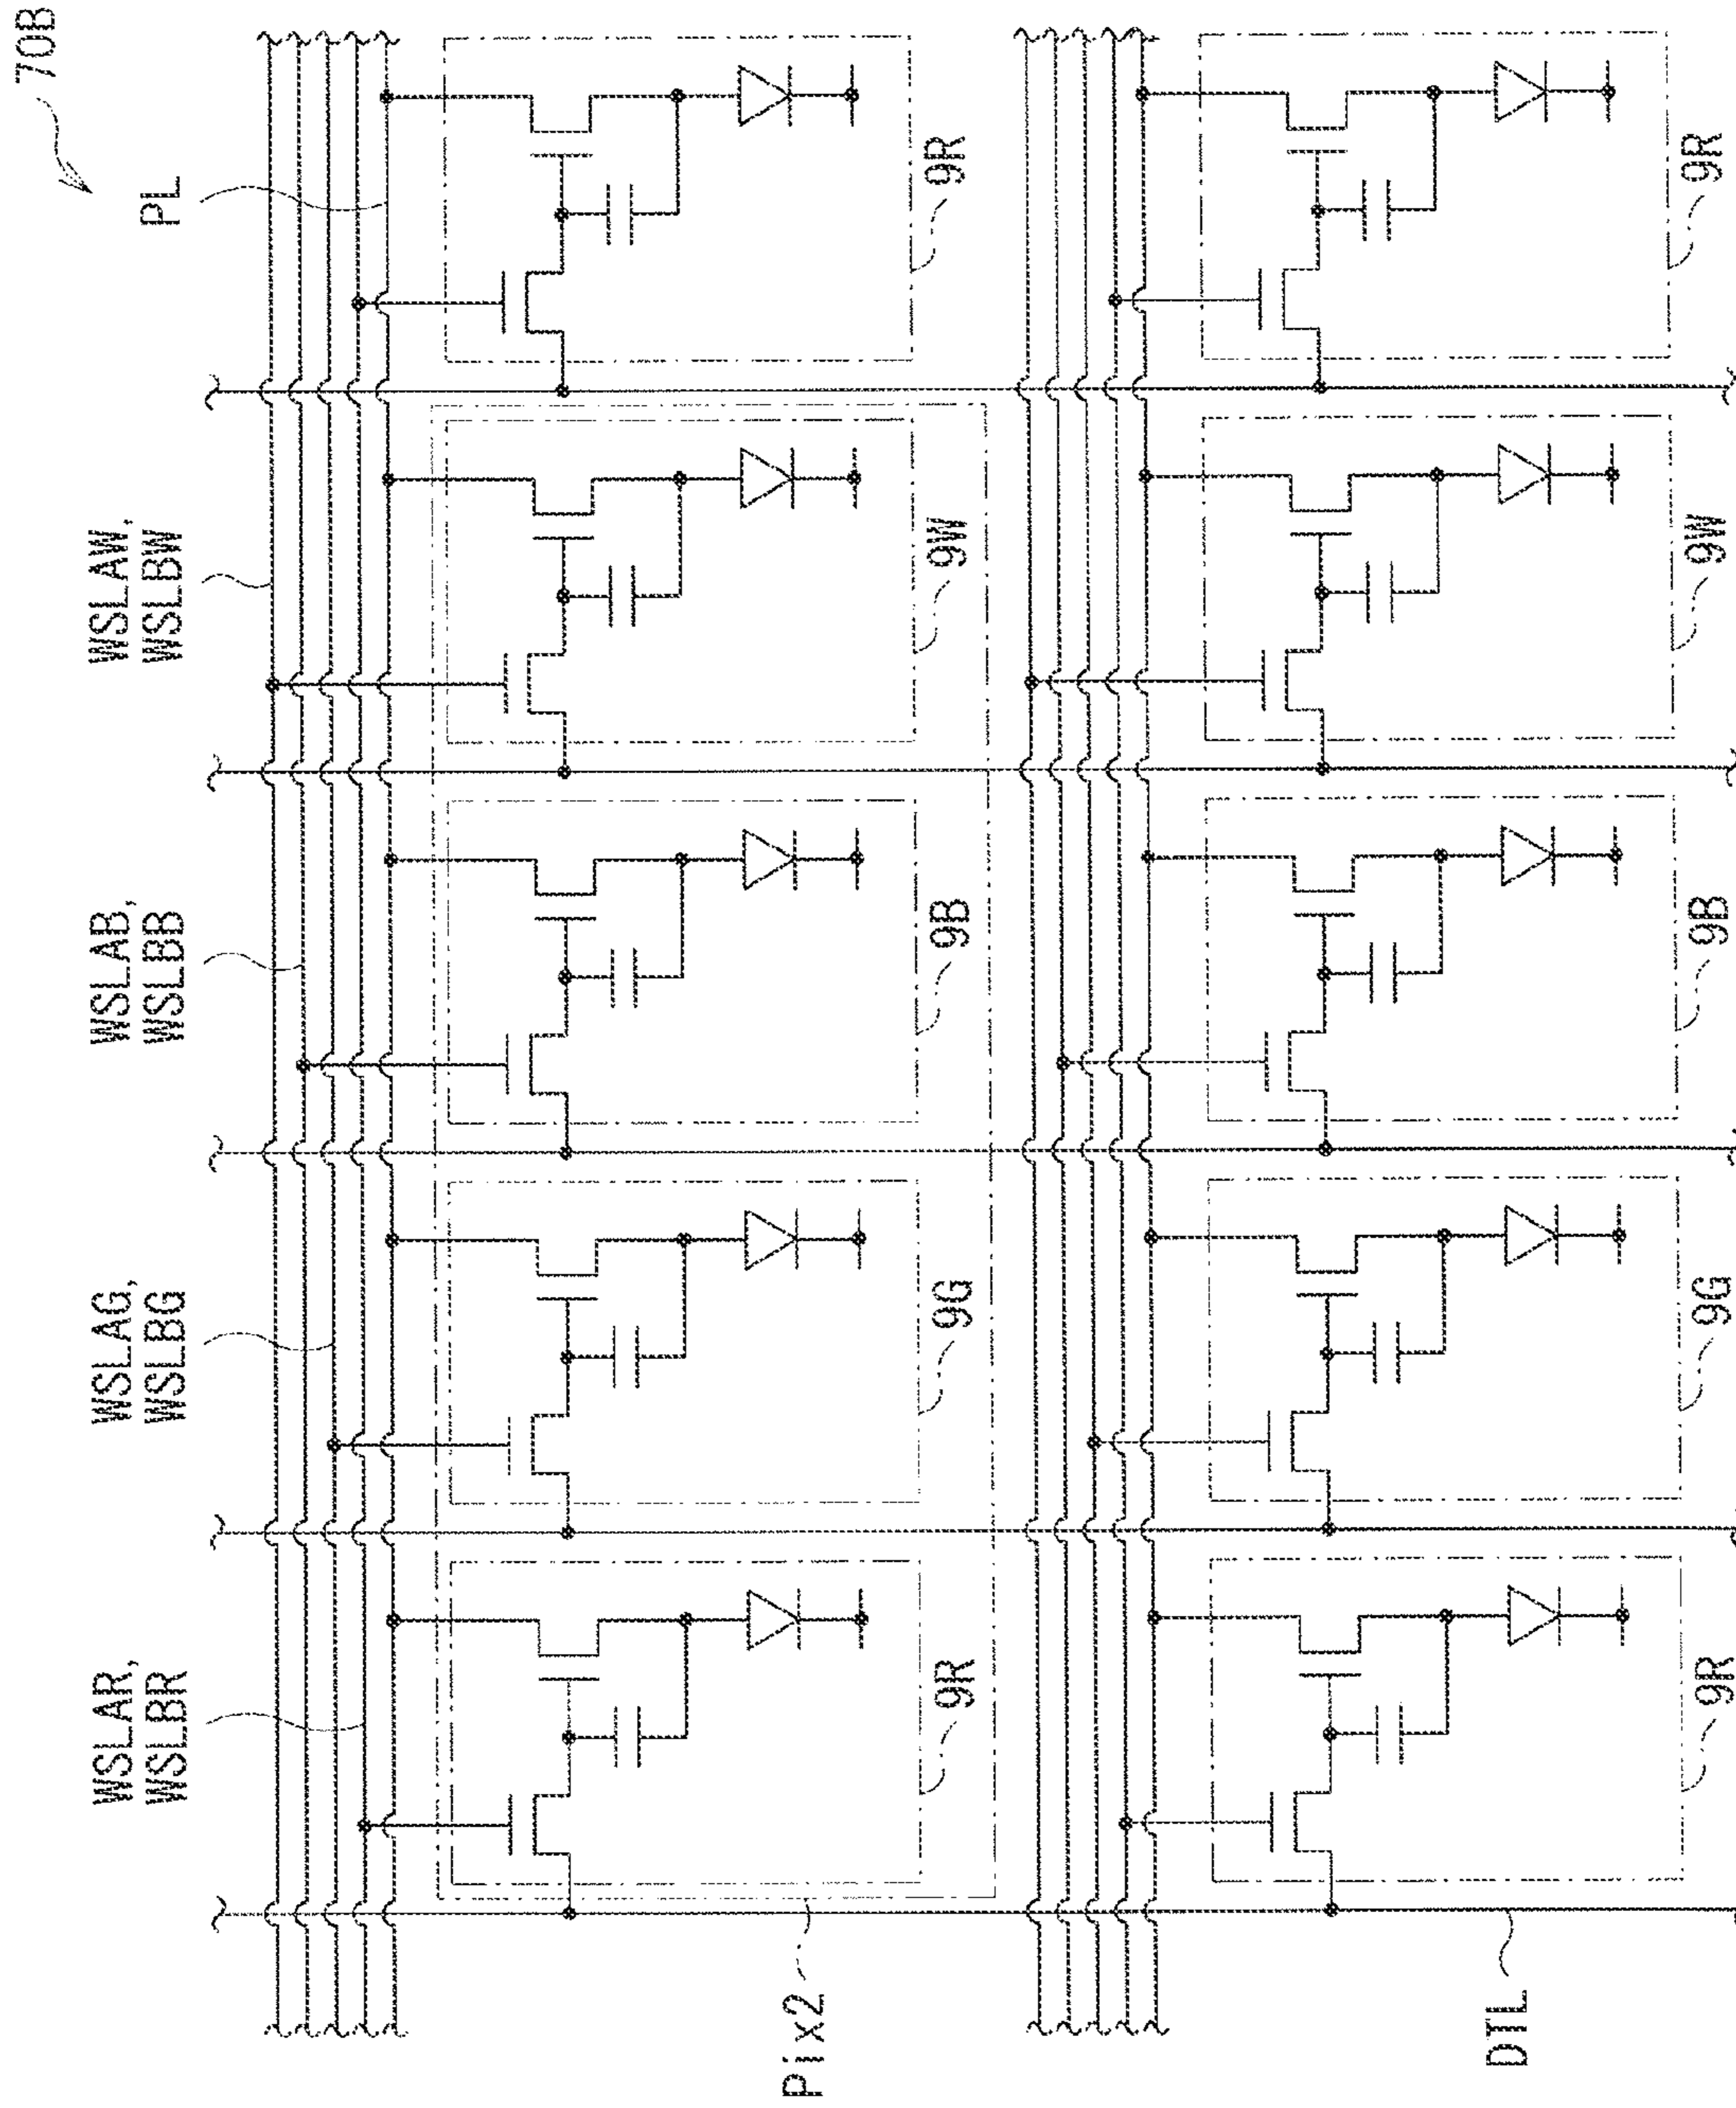 70B
WSLAR,
WSLBR
WSLAG,
WSLBG
WSLAB,
WSLBB
WSLAW,
WSLBW
PL
9R
9G
9B
9W
9R
Pix2
9R
9G
9B
9W
9R
DTL